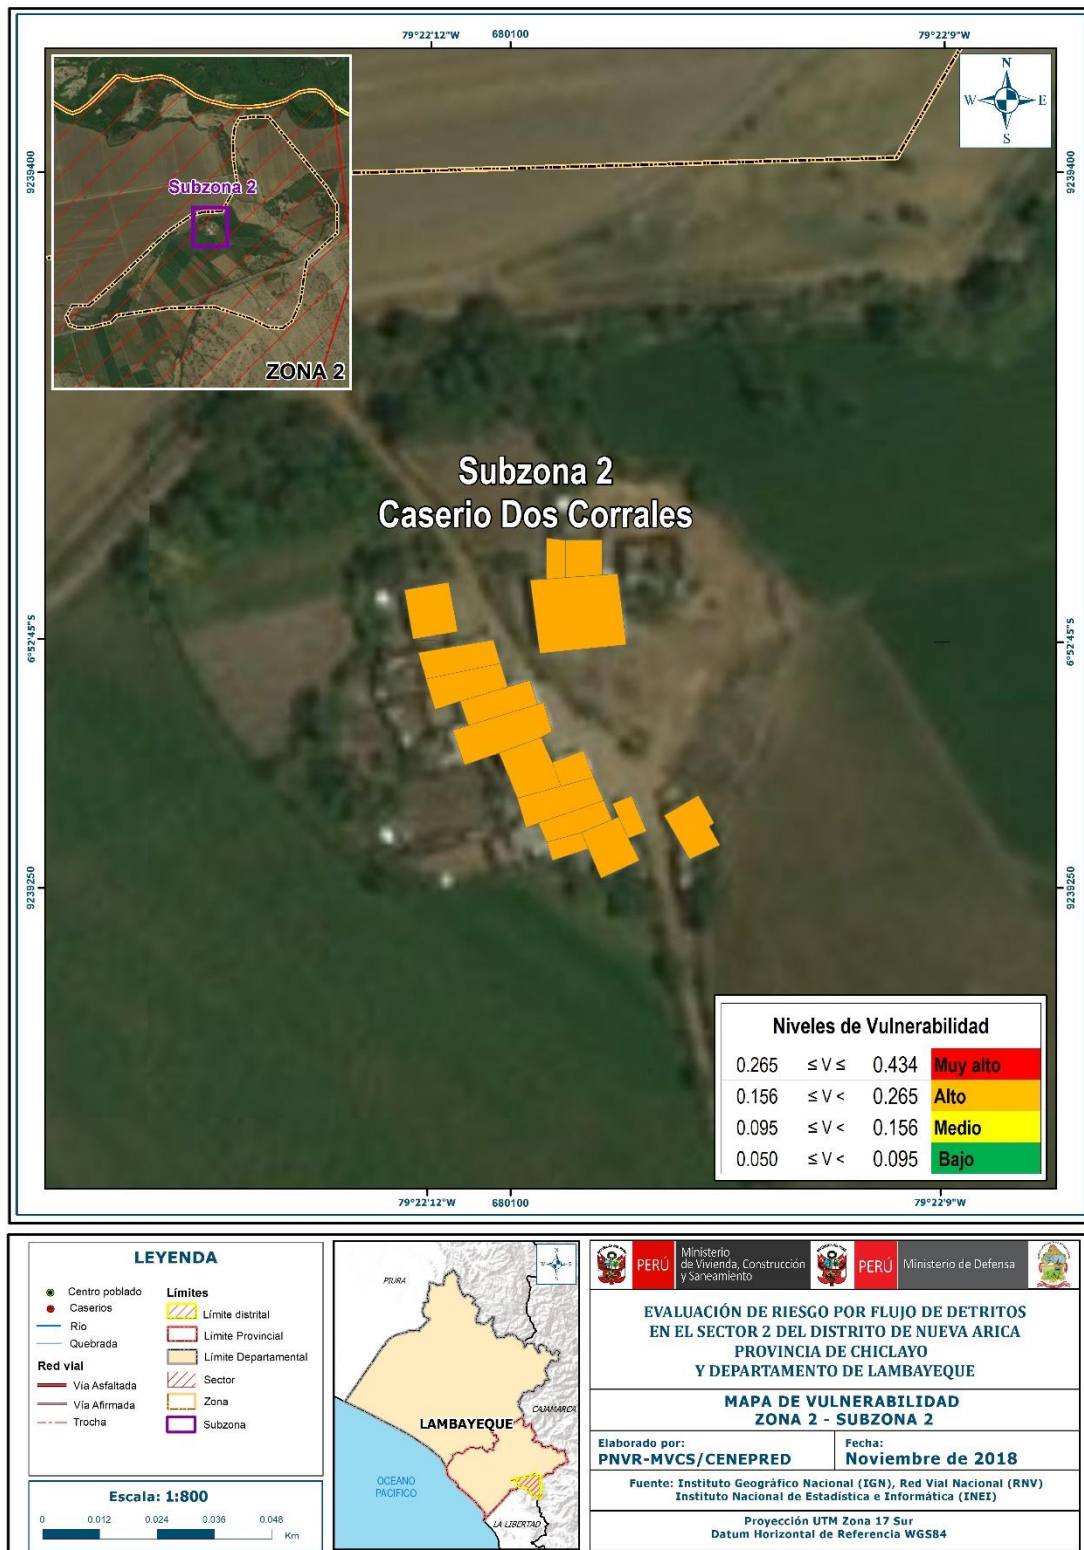 79°22'12"W
680100
79°22'9"W
N
W
E
S
9239400
9239400
Subzona 2
ZONA 2
Subzona 2
Caserio Dos Corrales
6°52'45"S
6°52'45"S
9239250
9239250
Niveles de Vulnerabilidad
0.265 ≤ V ≤ 0.434 Muy alto
0.156 ≤ V < 0.265 Alto
0.095 ≤ V < 0.156 Medio
0.050 ≤ V < 0.095 Bajo
79°22'12"W
680100
79°22'9"W
LEYENDA
Centro poblado
Caserios
Río
Quebrada
Red vial
Vía Asfaltada
Vía Afirmada
Trocha
Límites
Límite distrital
Limite Provincial
Límite Departamental
Sector
Zona
Subzona
Escala: 1:800
0 0.012 0.024 0.036 0.048
Km
PIURA
CAJAMARCA
LAMBAYEQUE
OCEANO
PACIFICO
LA LIBERTAD
PERÚ
Ministerio
de Vivienda, Construcción
y Saneamiento
PERÚ
Ministerio de Defensa
EVALUACIÓN DE RIESGO POR FLUJO DE DETRITOS
EN EL SECTOR 2 DEL DISTRITO DE NUEVA ARICA
PROVINCIA DE CHICLAYO
Y DEPARTAMENTO DE LAMBAYEQUE
MAPA DE VULNERABILIDAD
ZONA 2 - SUBZONA 2
Elaborado por:
PNVR-MVCS/CENEPRED
Fecha:
Noviembre de 2018
Fuente: Instituto Geográfico Nacional (IGN), Red Vial Nacional (RNV)
Instituto Nacional de Estadística e Informática (INEI)
Proyección UTM Zona 17 Sur
Datum Horizontal de Referencia WGS84